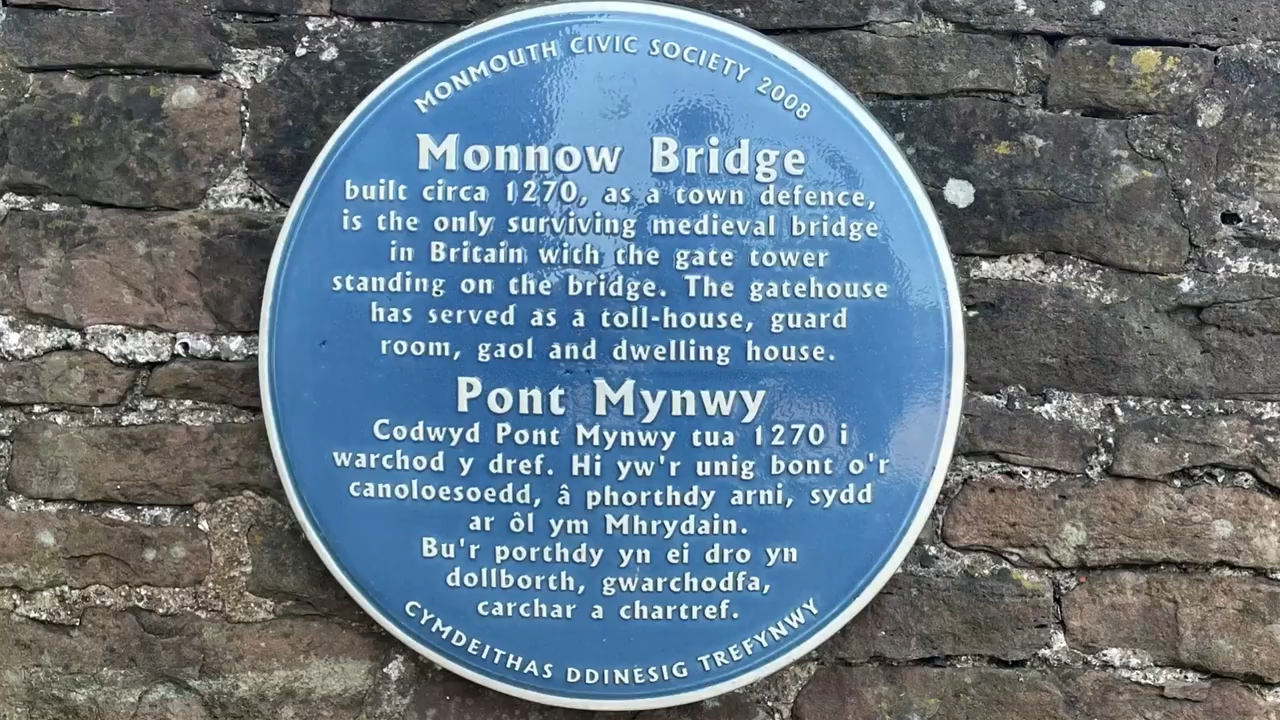 MONMOUTH CIVIC SOCIETY 2008
Monnow Bridge
built circa 1270, as a town defence,
is the only surviving medieval bridge
in Britain with the gate tower
standing on the bridge. The gatehouse
has served as a toll-house, guard
room, gaol and dwelling house.
Pont Mynwy
Codwyd Pont Mynwy tua 1270 i
warchod y dref. Hi yw'r unig bont o'r
canoloesoedd, â phorthdy arni, sydd
ar ôl ym Mhrydain.
Bu'r porthdy yn ei dro yn
dollborth, gwarchodfa,
carchar a chartref.
CYMDEITHAS DDINESIG TREFYNWY